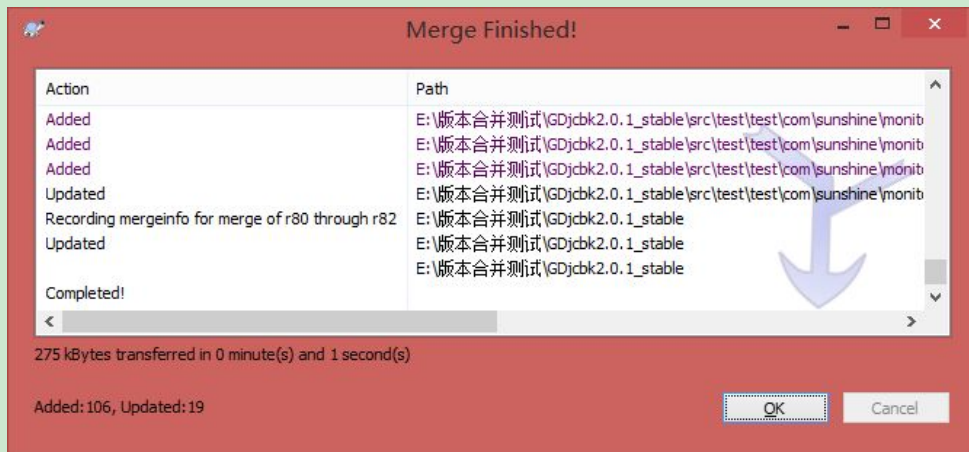 Merge Finished!
Action Path
Added E:\版本合并测试\GDjcbk2.0.1_stable\src\test\test\com\sunshine\monit
Added E:\版本合并测试\GDjcbk2.0.1_stable\src\test\test\com\sunshine\monit
Added E:\版本合并测试\GDjcbk2.0.1_stable\src\test\test\com\sunshine\monit
Updated E:\版本合并测试\GDjcbk2.0.1_stable\src\test\test\com\sunshine\monit
Recording mergeinfo for merge of r80 through r82 E:\版本合并测试\GDjcbk2.0.1_stable
Updated E:\版本合并测试\GDjcbk2.0.1_stable
E:\版本合并测试\GDjcbk2.0.1_stable
Completed!
275 kBytes transferred in 0 minute(s) and 1 second(s)
Added:106, Updated:19
OK Cancel